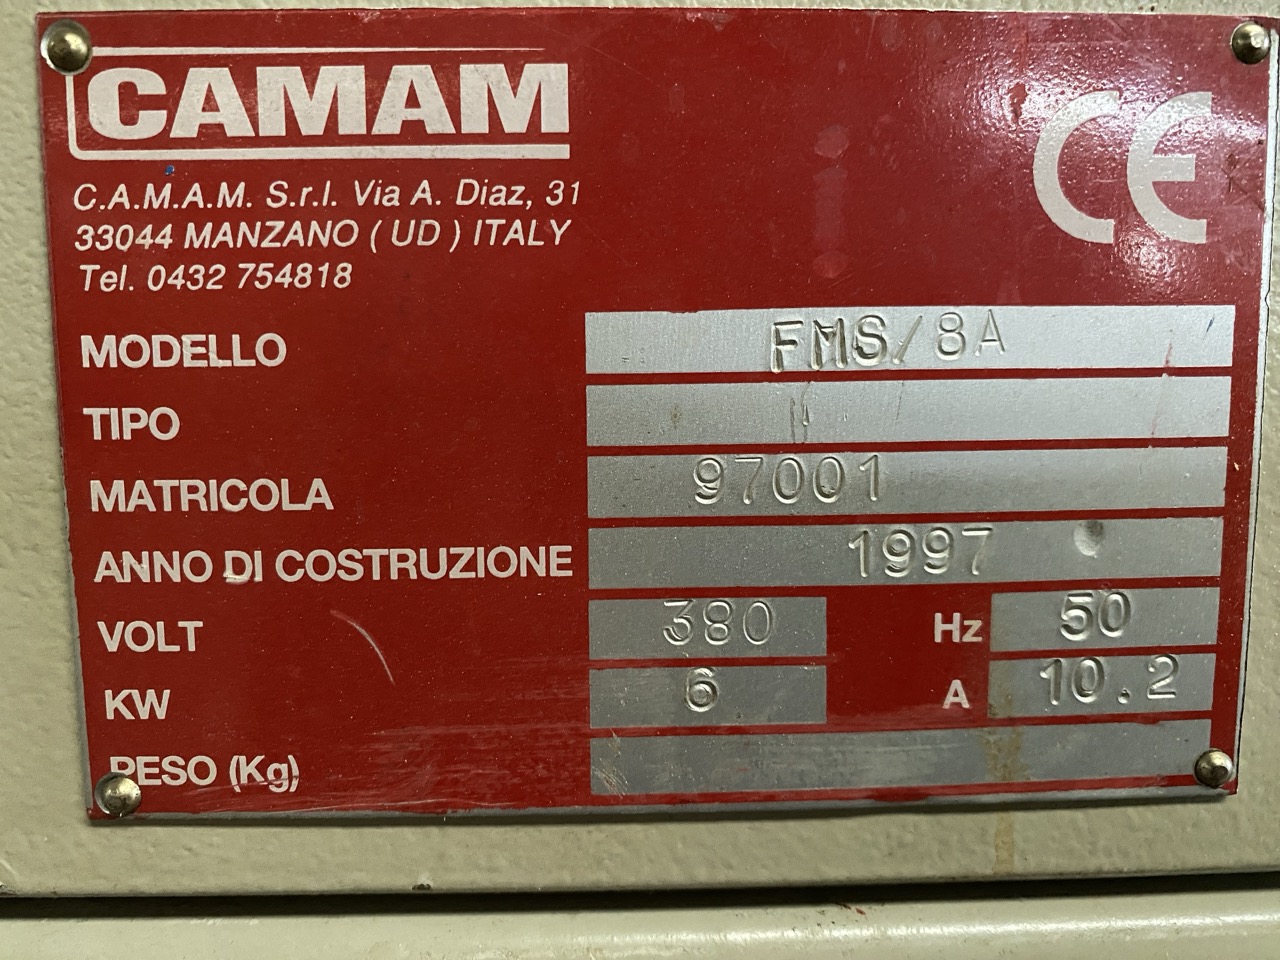 CAMAM
CE
C.A.M.A.M. S.r.l. Via A. Diaz, 31
33044 MANZANO ( UD ) ITALY
Tel. 0432 754818
MODELLO FMS/8A
TIPO
MATRICOLA 97001
ANNO DI COSTRUZIONE 1997
VOLT 380 Hz 50
KW 6 A 10.2
PESO (Kg)